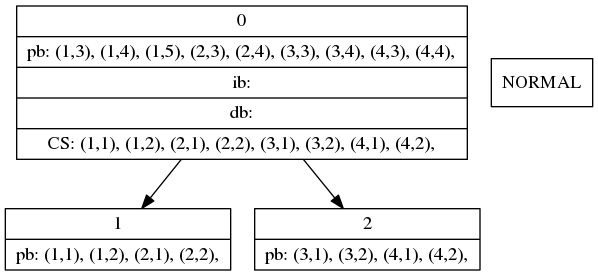 0
pb: (1,3), (1,4), (1,5), (2,3), (2,4), (3,3), (3,4), (4,3), (4,4),
ib:
db:
CS: (1,1), (1,2), (2,1), (2,2), (3,1), (3,2), (4,1), (4,2),
NORMAL
1
pb: (1,1), (1,2), (2,1), (2,2),
2
pb: (3,1), (3,2), (4,1), (4,2),